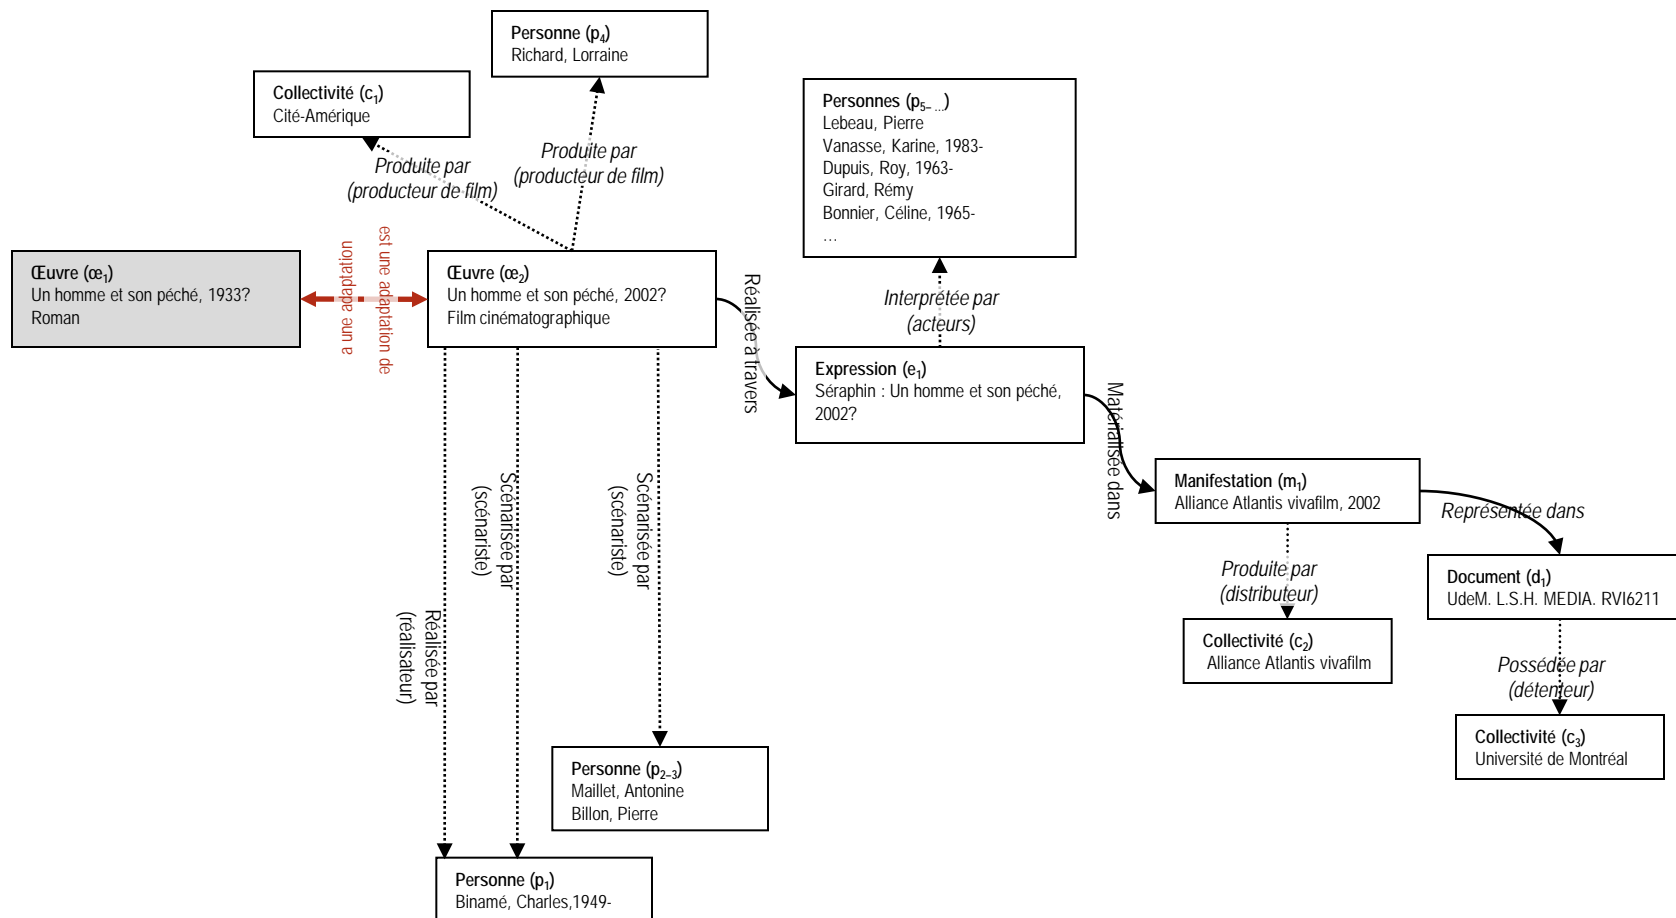 Personne (p4)
Richard, Lorraine
Collectivité (c1)
Cité-Amérique
Produite par
(producteur de film)
Produite par
(producteur de film)
Personnes (p5– ...)
Lebeau, Pierre
Vanasse, Karine, 1983-
Dupuis, Roy, 1963-
Girard, Rémy
Bonnier, Céline, 1965-
…
Œuvre (œ1)
Un homme et son péché, 1933?
Roman
a une adaptation
est une adaptation de
Œuvre (œ2)
Un homme et son péché, 2002?
Film cinématographique
Réalisée à travers
Interprétée par
(acteurs)
Expression (e1)
Séraphin : Un homme et son péché,
2002?
Matérialisée dans
Manifestation (m1)
Alliance Atlantis vivafilm, 2002
Représentée dans
Produite par
(distributeur)
Document (d1)
UdeM. L.S.H. MEDIA. RVI6211
Collectivité (c2)
Alliance Atlantis vivafilm
Possédée par
(détenteur)
Collectivité (c3)
Université de Montréal
Réalisée par
(réalisateur)
Scénarisée par
(scénariste)
Scénarisée par
(scénariste)
Personne (p2–3)
Maillet, Antonine
Billon, Pierre
Personne (p1)
Binamé, Charles,1949-